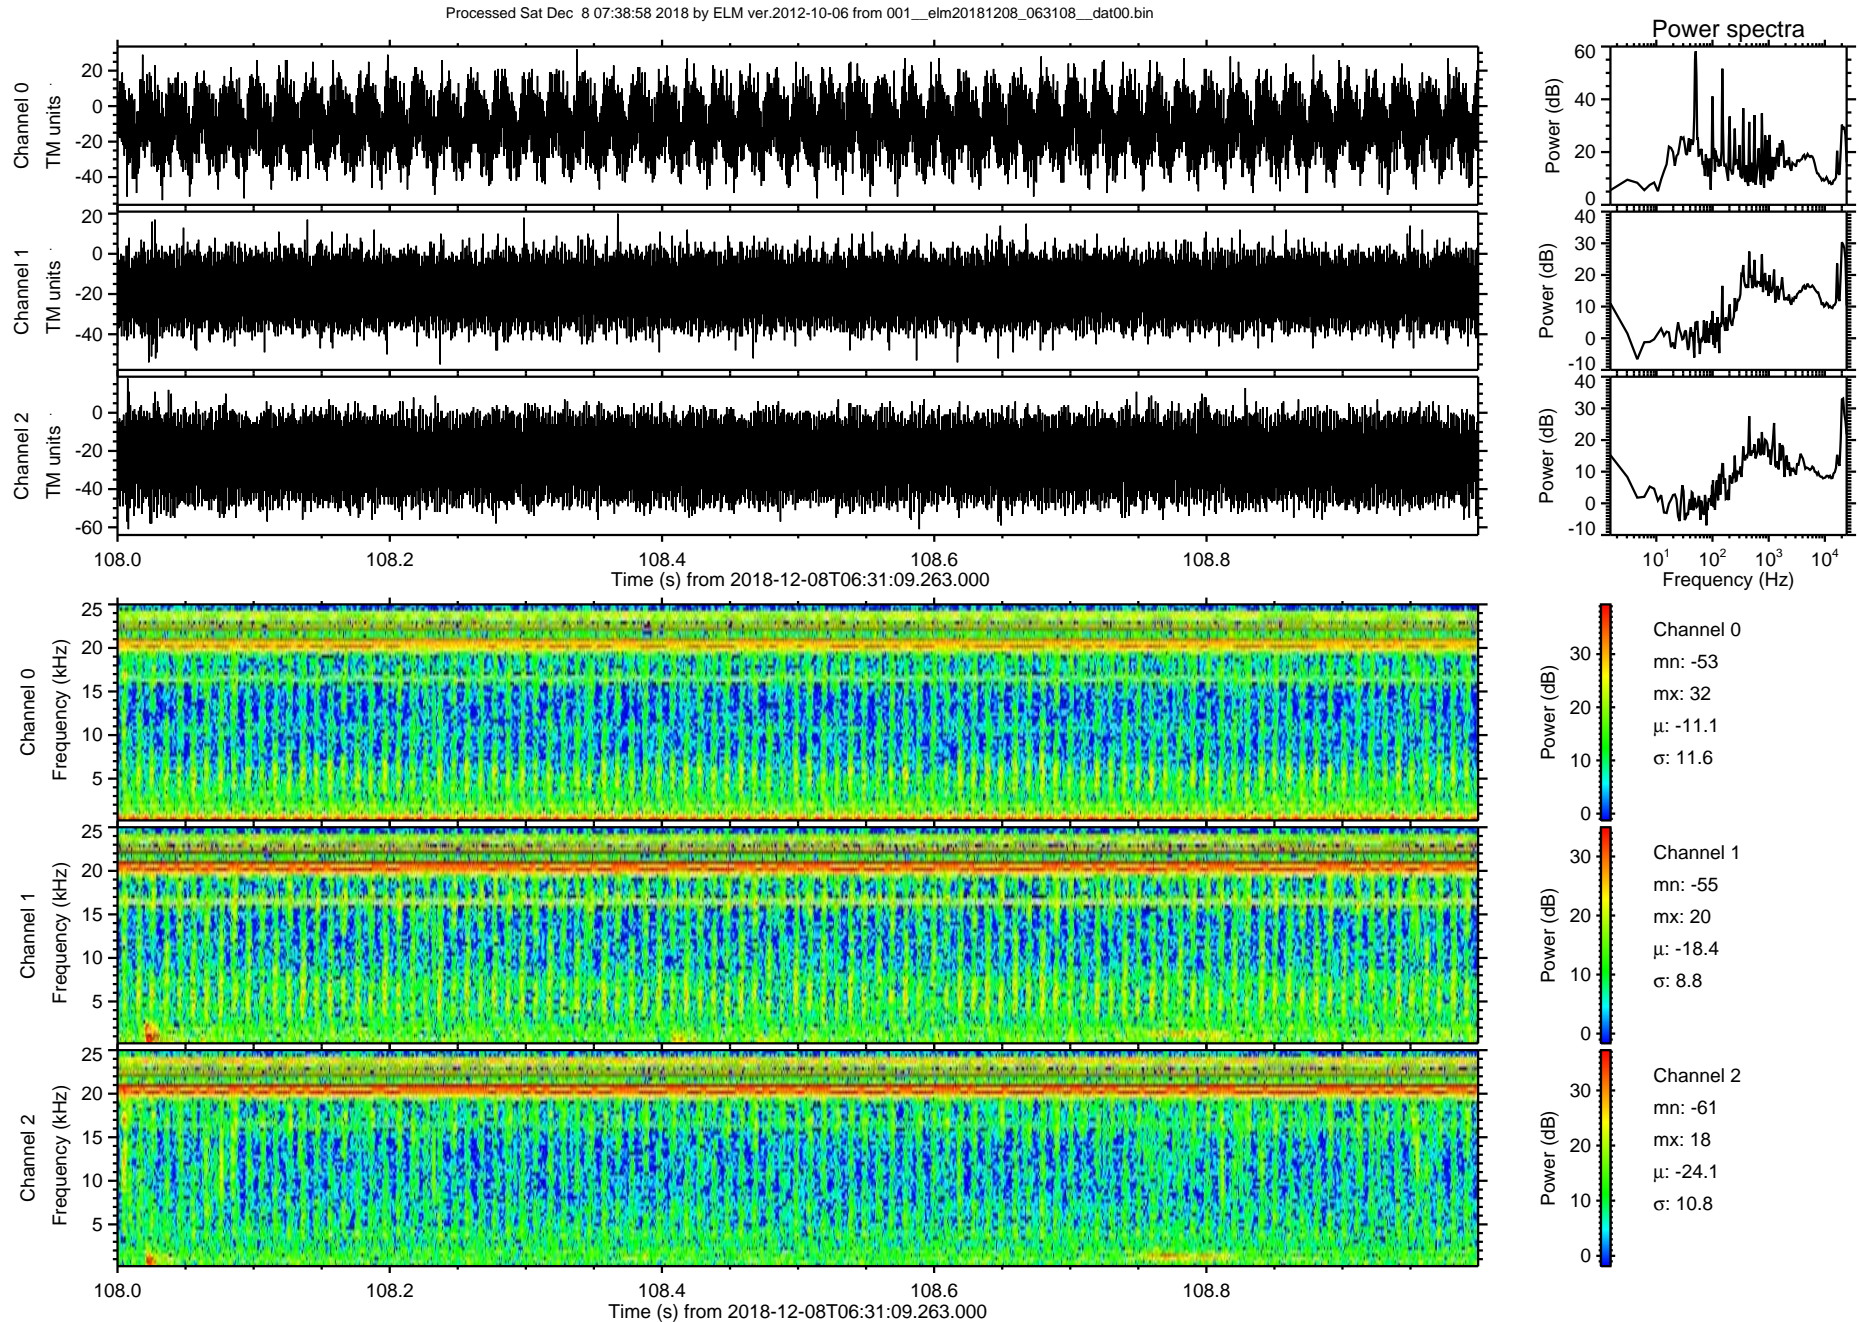 Processed Sat Dec  8 07:38:58 2018 by ELM ver.2012-10-06 from 001__elm20181208_063108__dat00.bin
Power spectra
Channel 0
TM units
20
0
-20
-40
Power (dB)
60
40
20
0
Channel 1
TM units
20
0
-20
-40
Power (dB)
40
30
20
10
0
-10
Channel 2
TM units
0
-20
-40
-60
Power (dB)
40
30
20
10
0
-10
108.0 108.2 108.4 108.6 108.8
Time (s) from 2018-12-08T06:31:09.263.000
10^1 10^2 10^3 10^4
Frequency (Hz)
Channel 0
Frequency (kHz)
25
20
15
10
5
Power (dB)
30
20
10
0
Channel 0
mn: -53
mx: 32
μ: -11.1
σ: 11.6
Channel 1
Frequency (kHz)
25
20
15
10
5
Power (dB)
30
20
10
0
Channel 1
mn: -55
mx: 20
μ: -18.4
σ: 8.8
Channel 2
Frequency (kHz)
25
20
15
10
5
Power (dB)
30
20
10
0
Channel 2
mn: -61
mx: 18
μ: -24.1
σ: 10.8
108.0 108.2 108.4 108.6 108.8
Time (s) from 2018-12-08T06:31:09.263.000